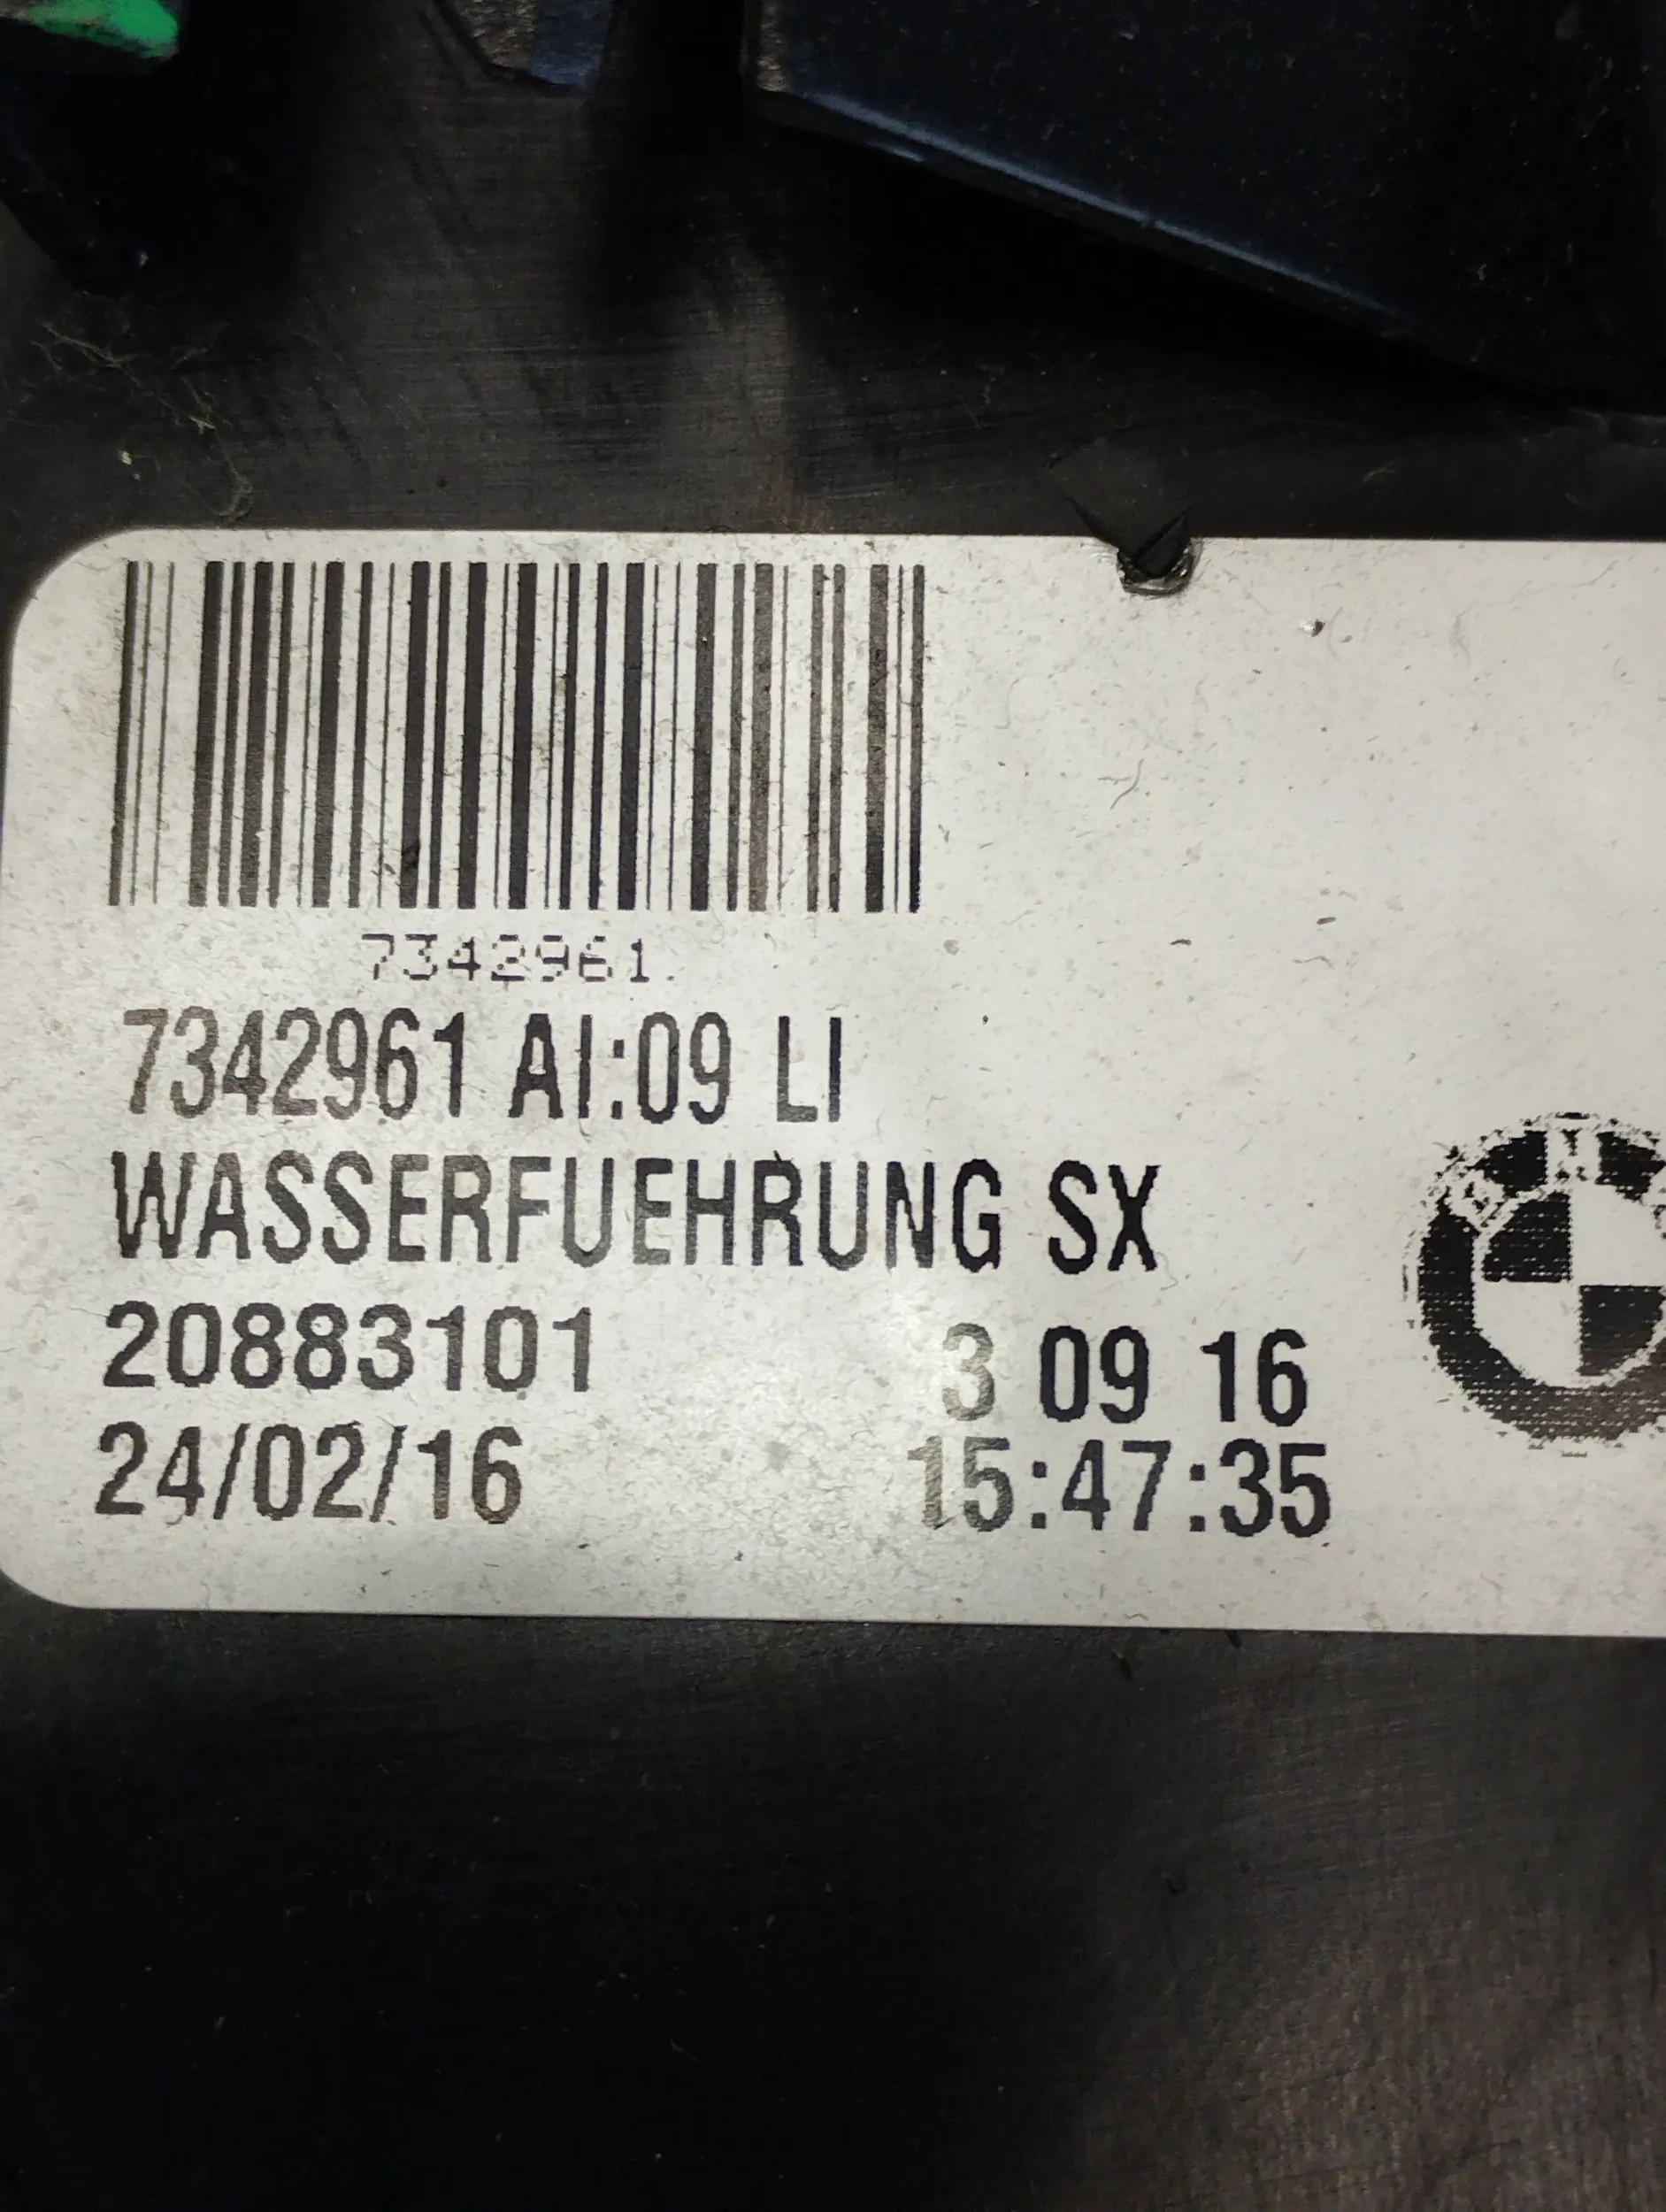 7342961
7342961 AI:09 LI
WASSERFUEHRUNG SX
20883101 3 09 16
24/02/16 15:47:35